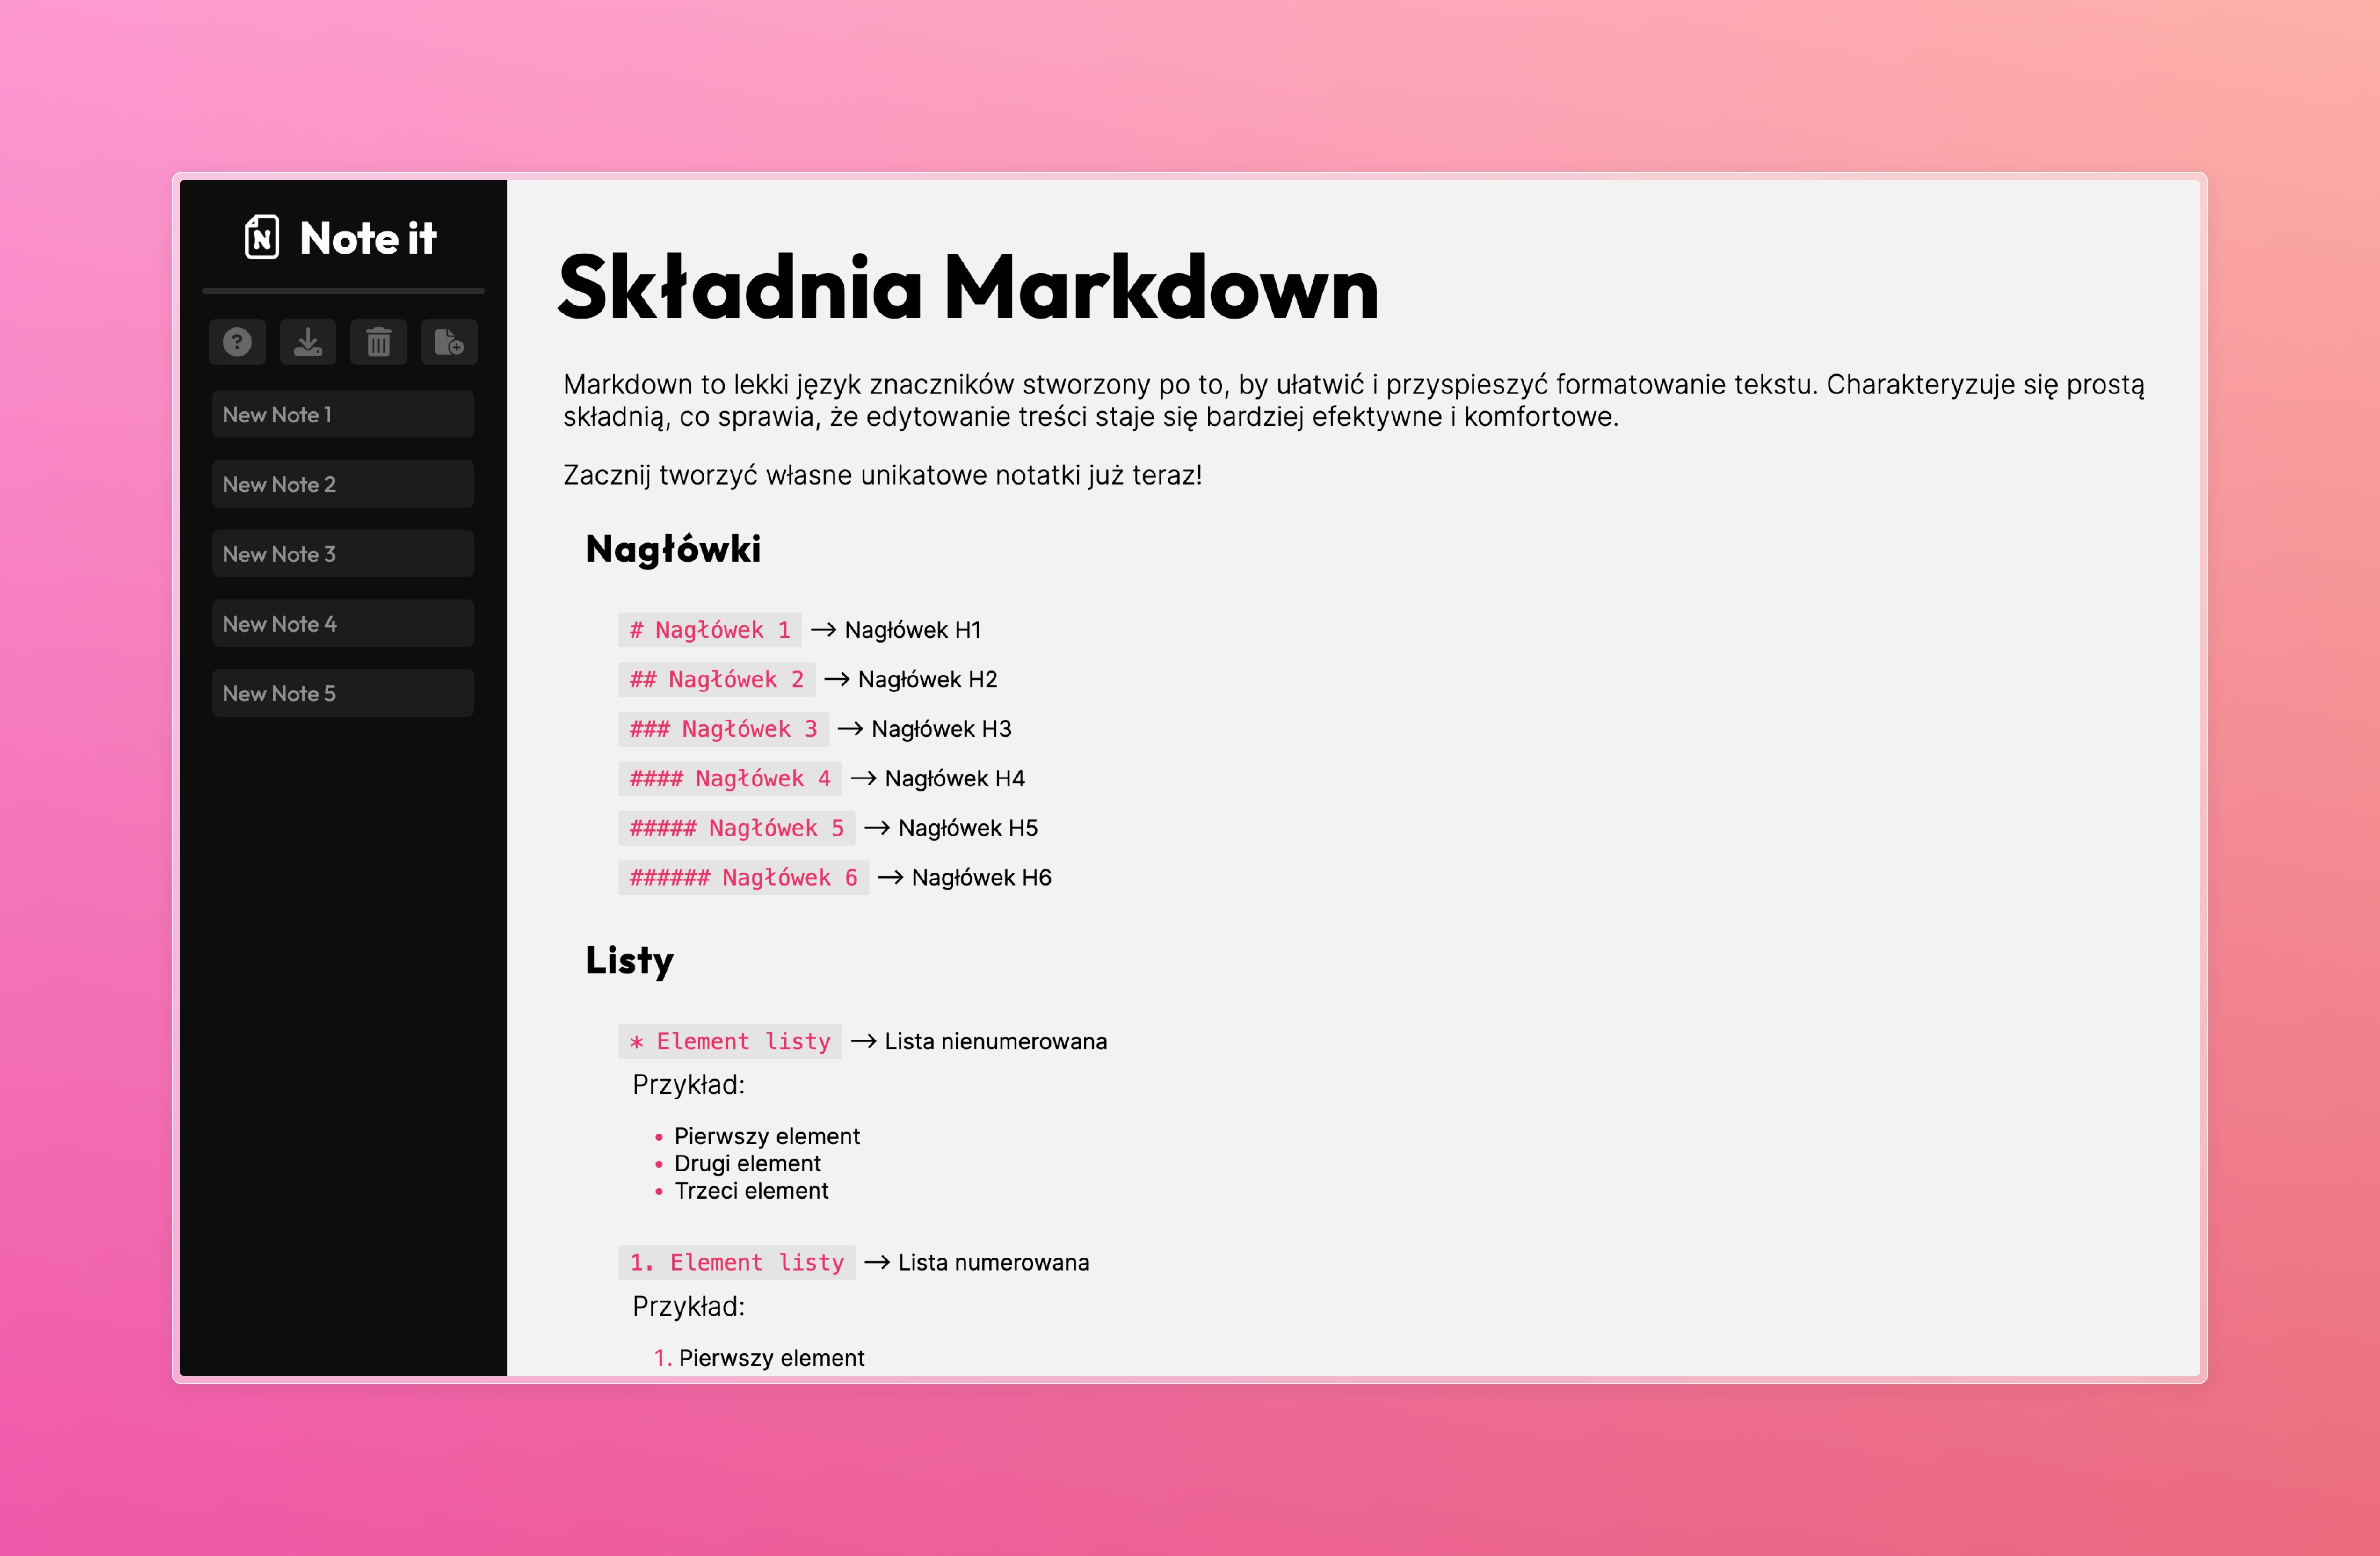 Note it
New Note 1
New Note 2
New Note 3
New Note 4
New Note 5
Składnia Markdown
Markdown to lekki język znaczników stworzony po to, by ułatwić i przyspieszyć formatowanie tekstu. Charakteryzuje się prostą
składnią, co sprawia, że edytowanie treści staje się bardziej efektywne i komfortowe.
Zacznij tworzyć własne unikatowe notatki już teraz!
Nagłówki
# Nagłówek 1 → Nagłówek H1
## Nagłówek 2 → Nagłówek H2
### Nagłówek 3 → Nagłówek H3
#### Nagłówek 4 → Nagłówek H4
##### Nagłówek 5 → Nagłówek H5
###### Nagłówek 6 → Nagłówek H6
Listy
* Element listy → Lista nienumerowana
Przykład:
• Pierwszy element
• Drugi element
• Trzeci element
1. Element listy → Lista numerowana
Przykład:
1. Pierwszy element